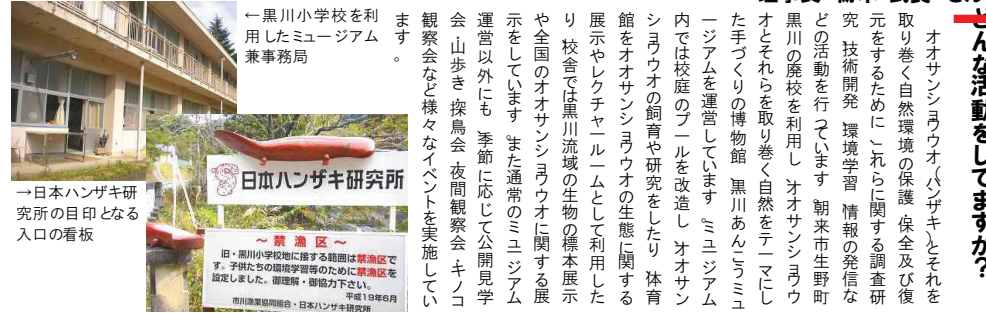 どんな活動をしてますか？
オオサンショウウオ（ハンザキ）とそれを
取り巻く自然環境の保護、保全及び復
元をするために、これらに関する調査研
究、技術開発、環境学習、情報の発信な
どの活動を行っています。朝来市生野町
黒川の廃校を利用し、オオサンショウウ
オとそれらを取り巻く自然をテーマにし
た手づくりの博物館、黒川あんこうミュ
ージアムを運営しています。ミュージアム
内では校庭のプールを改造し、オオサン
ショウウオの飼育や研究をしたり、体育
館をオオサンショウウオの生態に関する
展示やレクチャールームとして利用した
り、校舎では黒川流域の生物の標本展示
や全国のオオサンショウウオに関する展
示をしています。また通常のミュージアム
運営以外にも、季節に応じて公開見学
会・山歩き・探鳥会・夜間観察会・キノコ
観察会など様々なイベントを実施してい
ます。
←黒川小学校を利
用したミュージアム
兼事務局
→日本ハンザキ研
究所の目印となる
入口の看板
日本ハンザキ研究所
～禁漁区～
旧・黒川小学校地に接する範囲は禁漁区で
す。子供たちの環境学習等のために禁漁区を
設定しました。御理解・御協力下さい。
平成19年6月
市川漁業協同組合・日本ハンザキ研究所